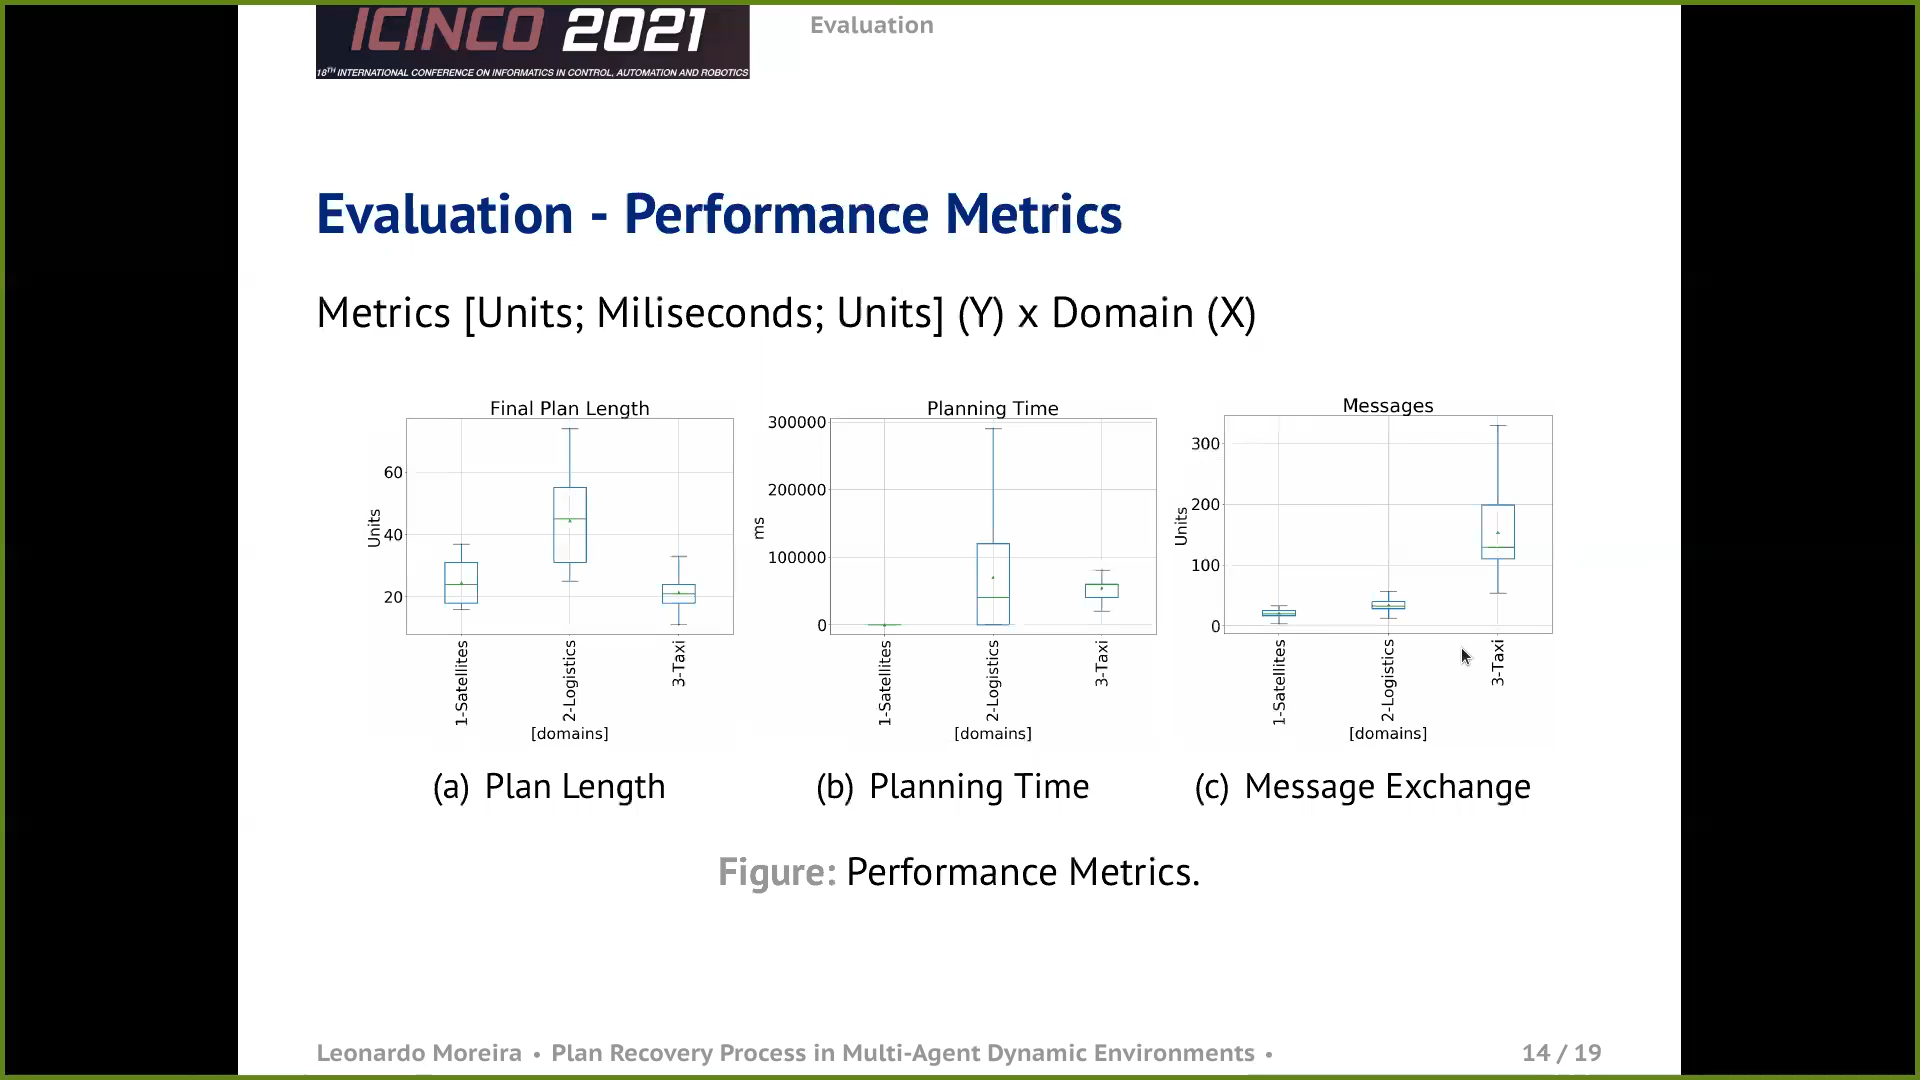 ICINCO 2021
18TH INTERNATIONAL CONFERENCE ON INFORMATICS IN CONTROL, AUTOMATION AND ROBOTICS
Evaluation
Evaluation - Performance Metrics
Metrics [Units; Miliseconds; Units] (Y) x Domain (X)
Final Plan Length
Units
60
40
20
1-Satellites
2-Logistics
3-Taxi
[domains]
(a) Plan Length
Planning Time
ms
300000
200000
100000
0
1-Satellites
2-Logistics
3-Taxi
[domains]
(b) Planning Time
Messages
Units
300
200
100
0
1-Satellites
2-Logistics
3-Taxi
[domains]
(c) Message Exchange
Figure: Performance Metrics.
Leonardo Moreira • Plan Recovery Process in Multi-Agent Dynamic Environments •
14 / 19